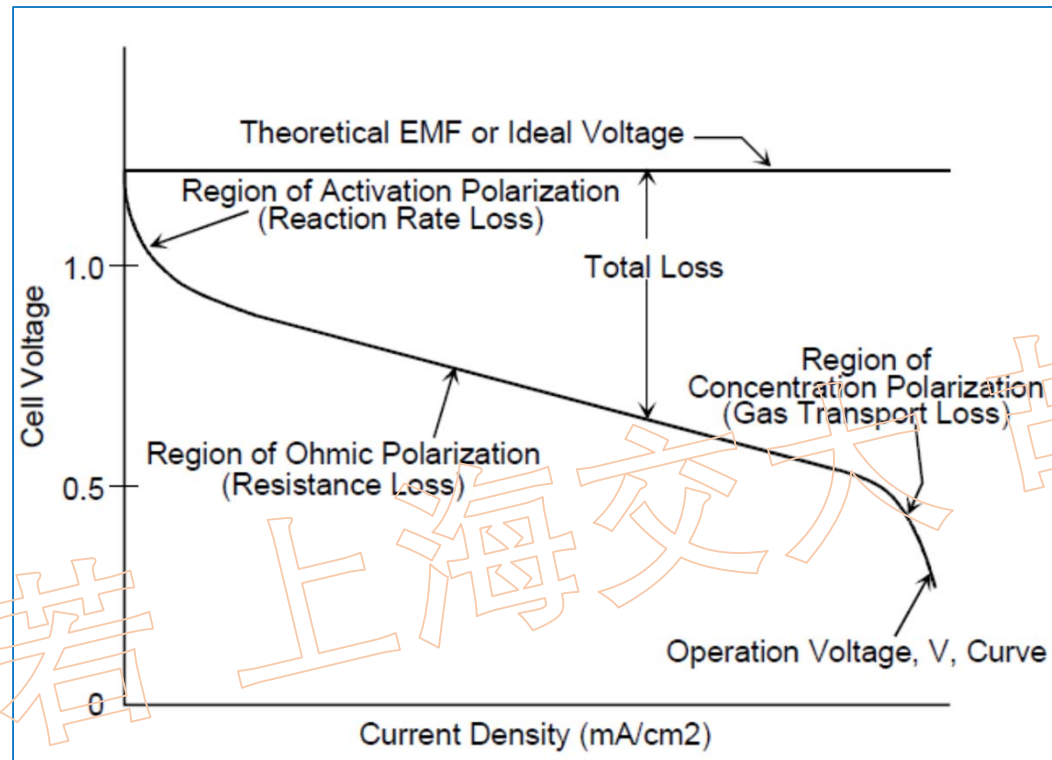 Theoretical EMF or Ideal Voltage
Region of Activation Polarization
(Reaction Rate Loss)
1.0
Total Loss
Cell Voltage
Region of
Concentration Polarization
(Gas Transport Loss)
Region of Ohmic Polarization
(Resistance Loss)
0.5
Operation Voltage, V, Curve
0
Current Density (mA/cm2)
若 上海交大